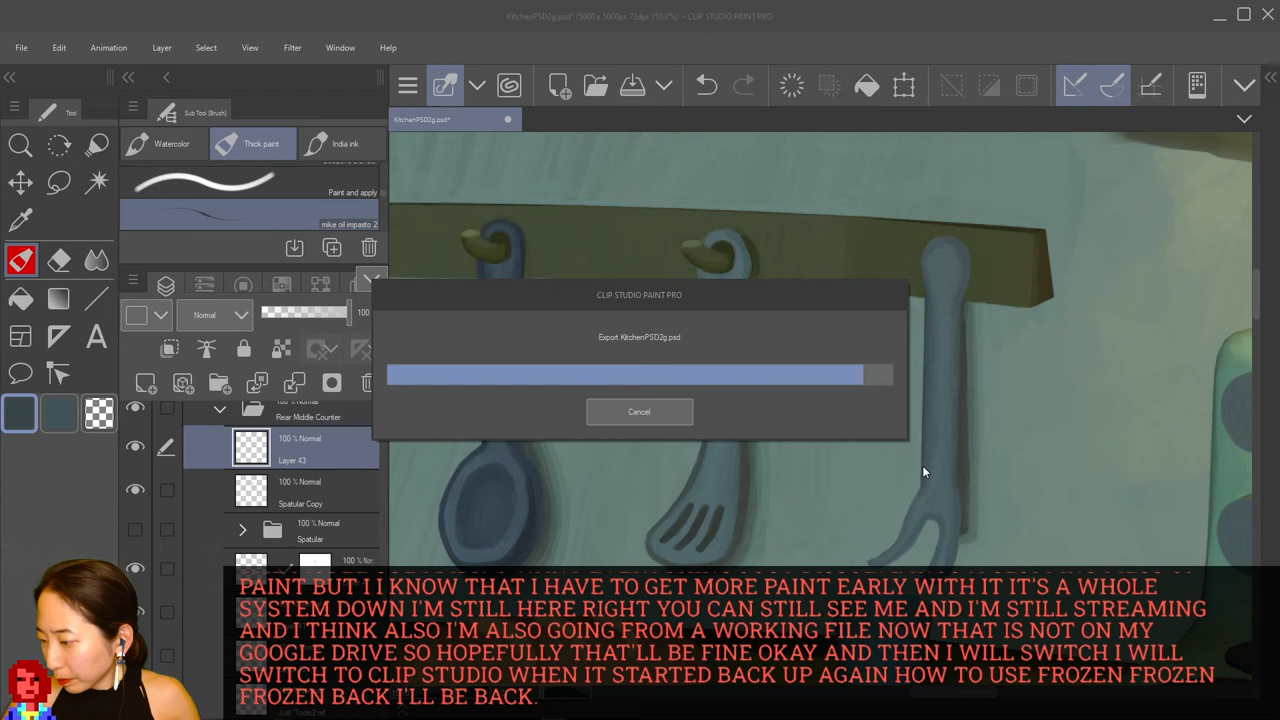 KitchenPSD2g.psd* (5000 x 5000px 72dpi 150.0%) - CLIP STUDIO PAINT PRO
File Edit Animation Layer Select View Filter Window Help
Tool
Sub Tool [Brush]
KitchenPSD2g.psd*
Watercolor Thick paint India ink
Paint and apply
mike oil impasto 2
Normal 100
CLIP STUDIO PAINT PRO
Export KitchenPSD2g.psd
Cancel
100 % Normal
Rear Middle Counter
100 % Normal
Layer 43
100 % Normal
Spatular Copy
100 % Normal
Spatular
100 %
PAINT BUT I I KNOW THAT I HAVE TO GET MORE PAINT EARLY WITH IT IT'S A WHOLE
SYSTEM DOWN I'M STILL HERE RIGHT YOU CAN STILL SEE ME AND I'M STILL STREAMING
AND I THINK ALSO I'M ALSO GOING FROM A WORKING FILE NOW THAT IS NOT ON MY
GOOGLE DRIVE SO HOPEFULLY THAT'LL BE FINE OKAY AND THEN I WILL SWITCH I WILL
SWITCH TO CLIP STUDIO WHEN IT STARTED BACK UP AGAIN HOW TO USE FROZEN FROZEN
FROZEN BACK I'LL BE BACK.